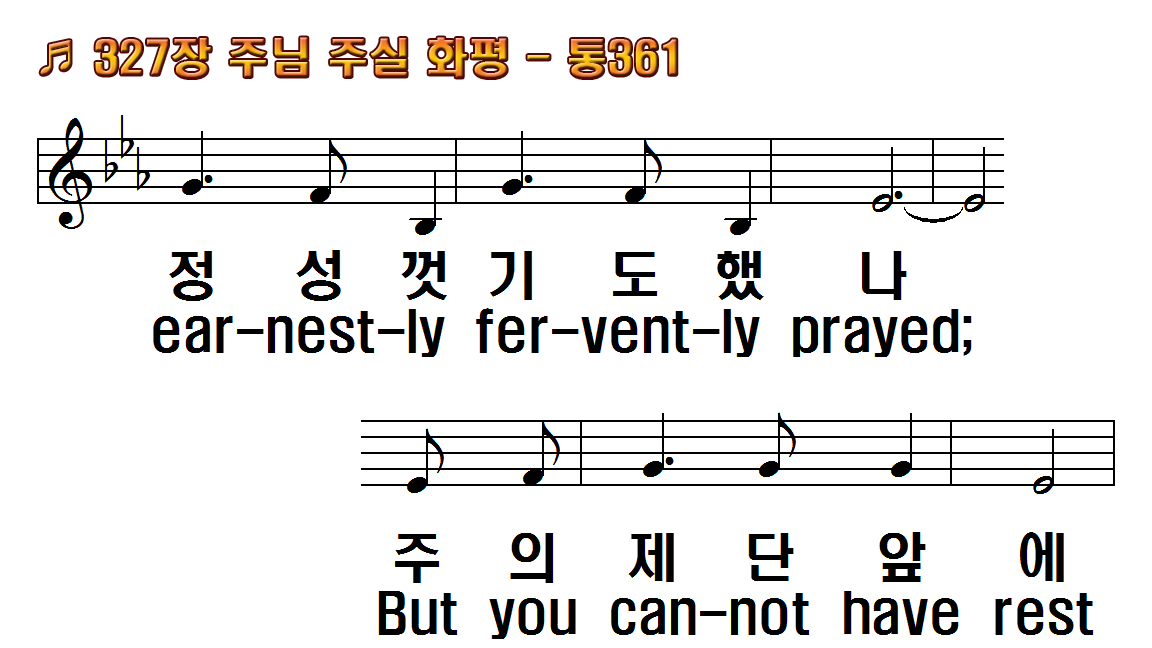 ♬ 327장 주님 주실 화평 - 통361
정 성 껏 기 도 했 나
ear-nest-ly fer-vent-ly prayed;
주 의 제 단 앞 에
But you can-not have rest